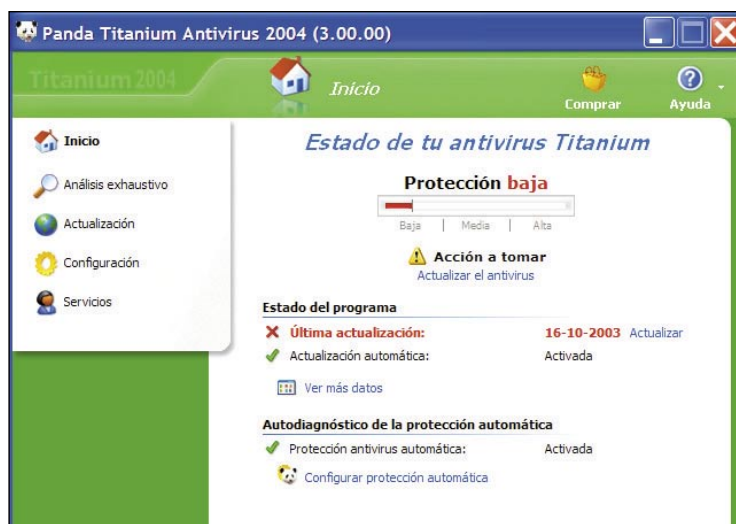 Panda Titanium Antivirus 2004 (3.00.00)
Titanium 2004
Inicio
Comprar
Ayuda
Inicio
Análisis exhaustivo
Actualización
Configuración
Servicios
Estado de tu antivirus Titanium
Protección baja
Baja | Media | Alta
Acción a tomar
Actualizar el antivirus
Estado del programa
Última actualización: 16-10-2003 Actualizar
Actualización automática: Activada
Ver más datos
Autodiagnóstico de la protección automática
Protección antivirus automática: Activada
Configurar protección automática